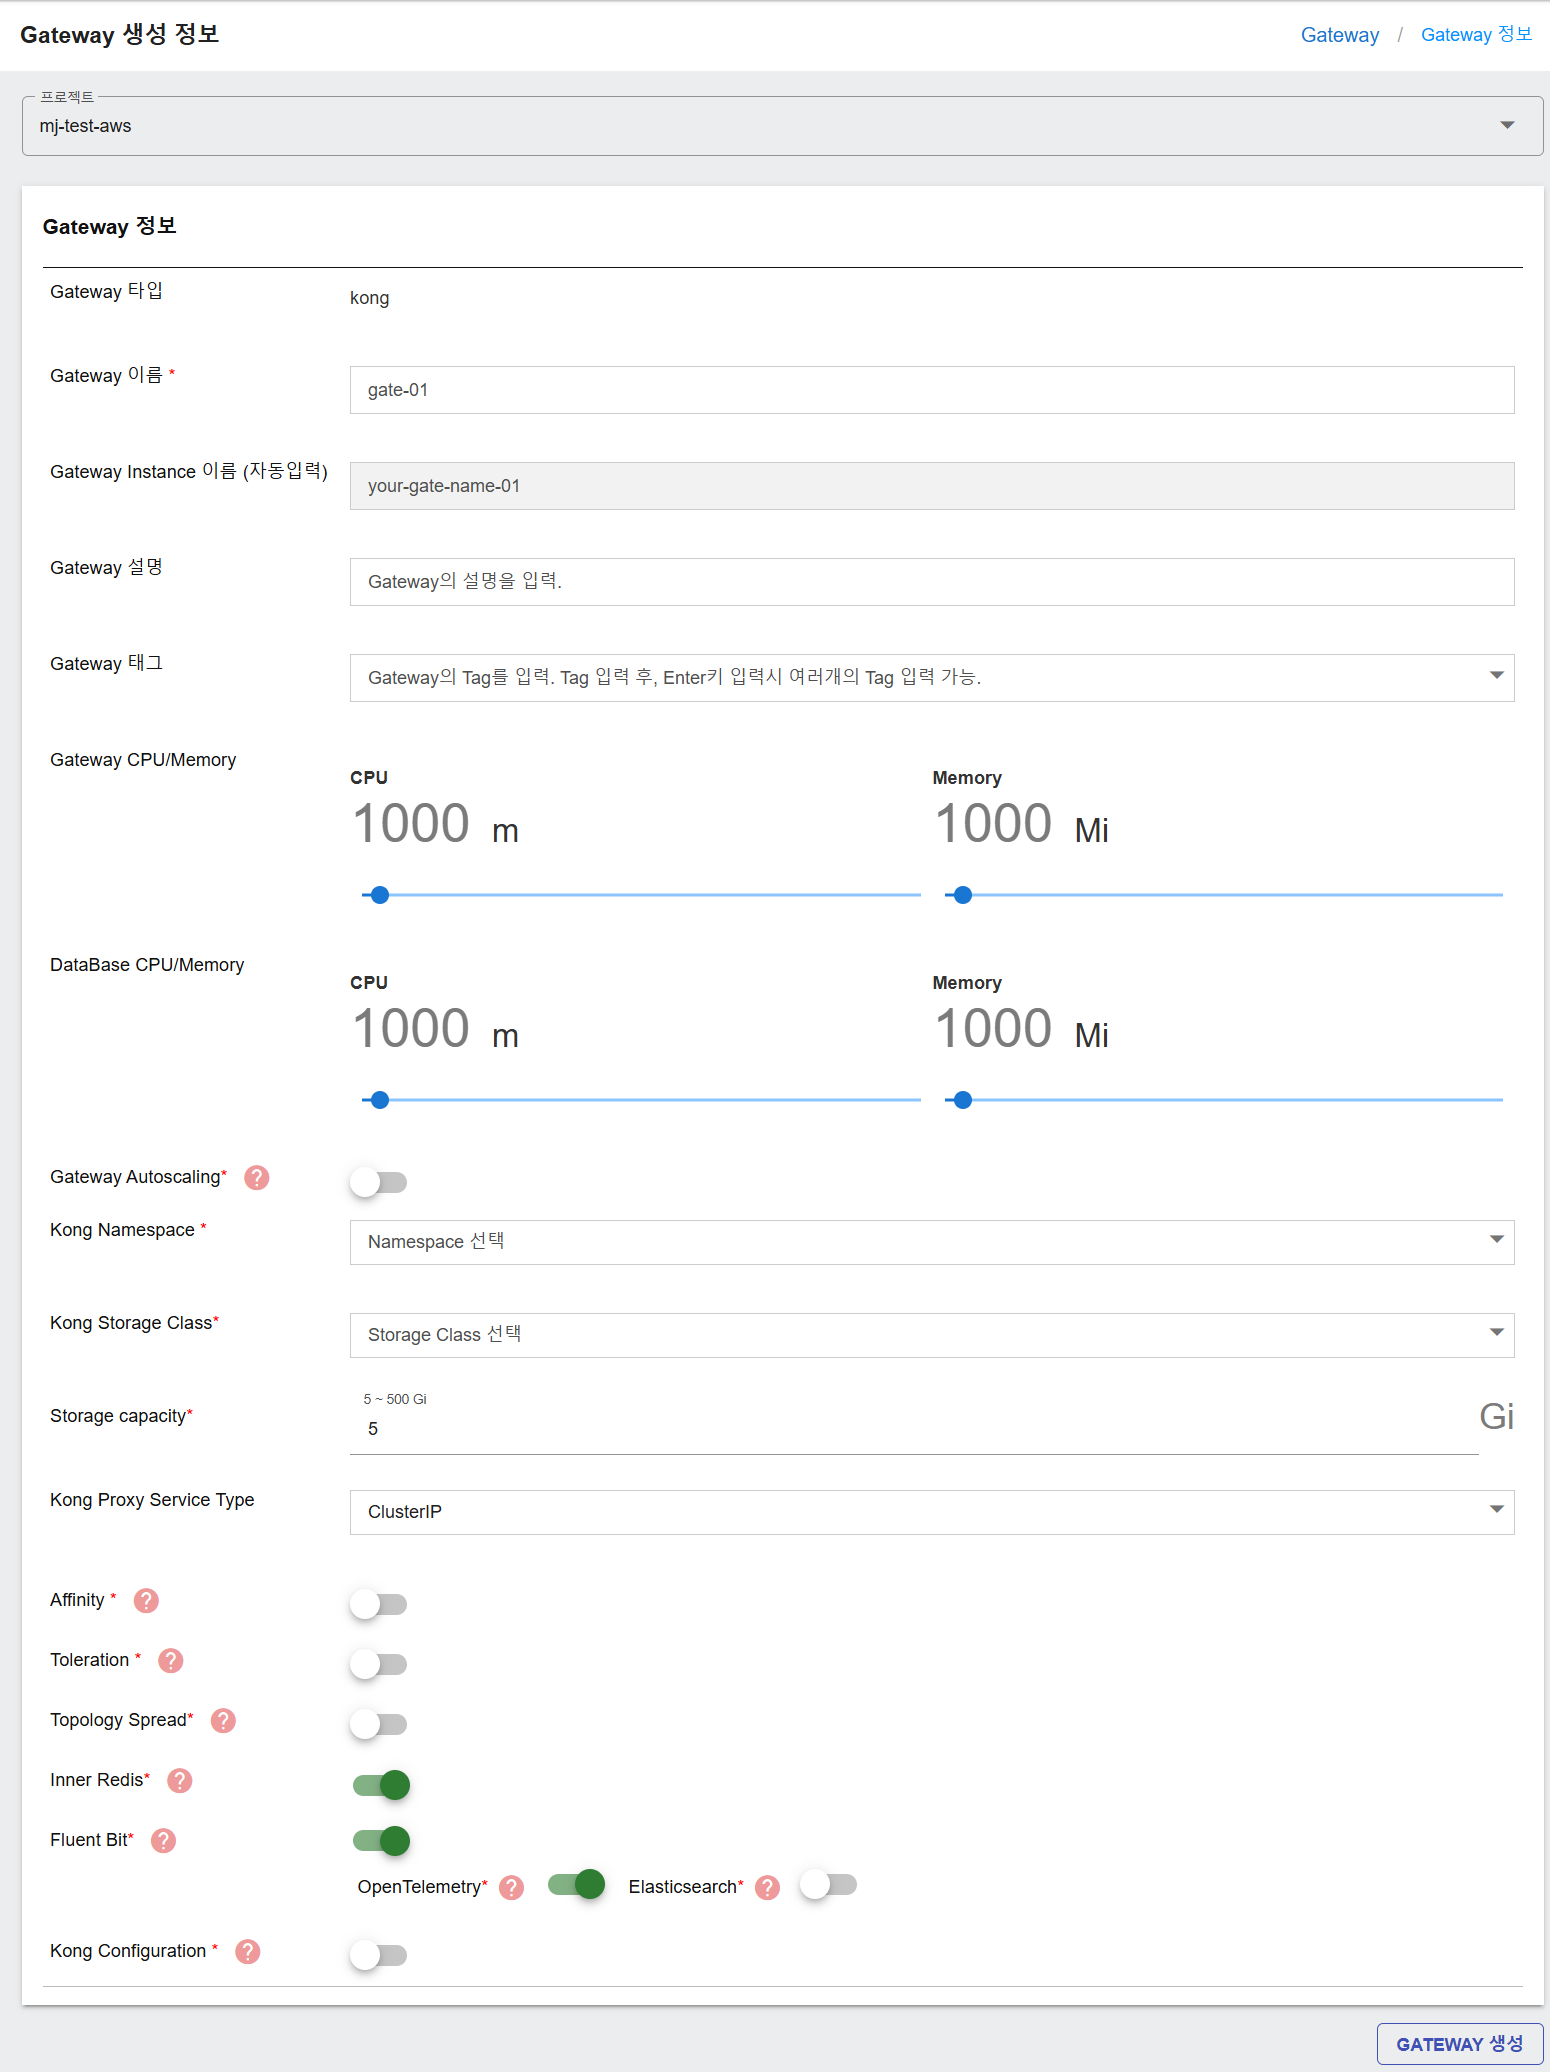 Gateway 생성 정보
Gateway / Gateway 정보
프로젝트
mj-test-aws
Gateway 정보
Gateway 타입
kong
Gateway 이름 *
gate-01
Gateway Instance 이름 (자동입력)
your-gate-name-01
Gateway 설명
Gateway의 설명을 입력.
Gateway 태그
Gateway의 Tag를 입력. Tag 입력 후, Enter키 입력시 여러개의 Tag 입력 가능.
Gateway CPU/Memory
CPU
1000 m
Memory
1000 Mi
DataBase CPU/Memory
CPU
1000 m
Memory
1000 Mi
Gateway Autoscaling* ?
Kong Namespace *
Namespace 선택
Kong Storage Class*
Storage Class 선택
Storage capacity*
5 ~ 500 Gi
5
Gi
Kong Proxy Service Type
ClusterIP
Affinity * ?
Toleration * ?
Topology Spread* ?
Inner Redis* ?
Fluent Bit* ?
OpenTelemetry* ? Elasticsearch* ?
Kong Configuration * ?
GATEWAY 생성